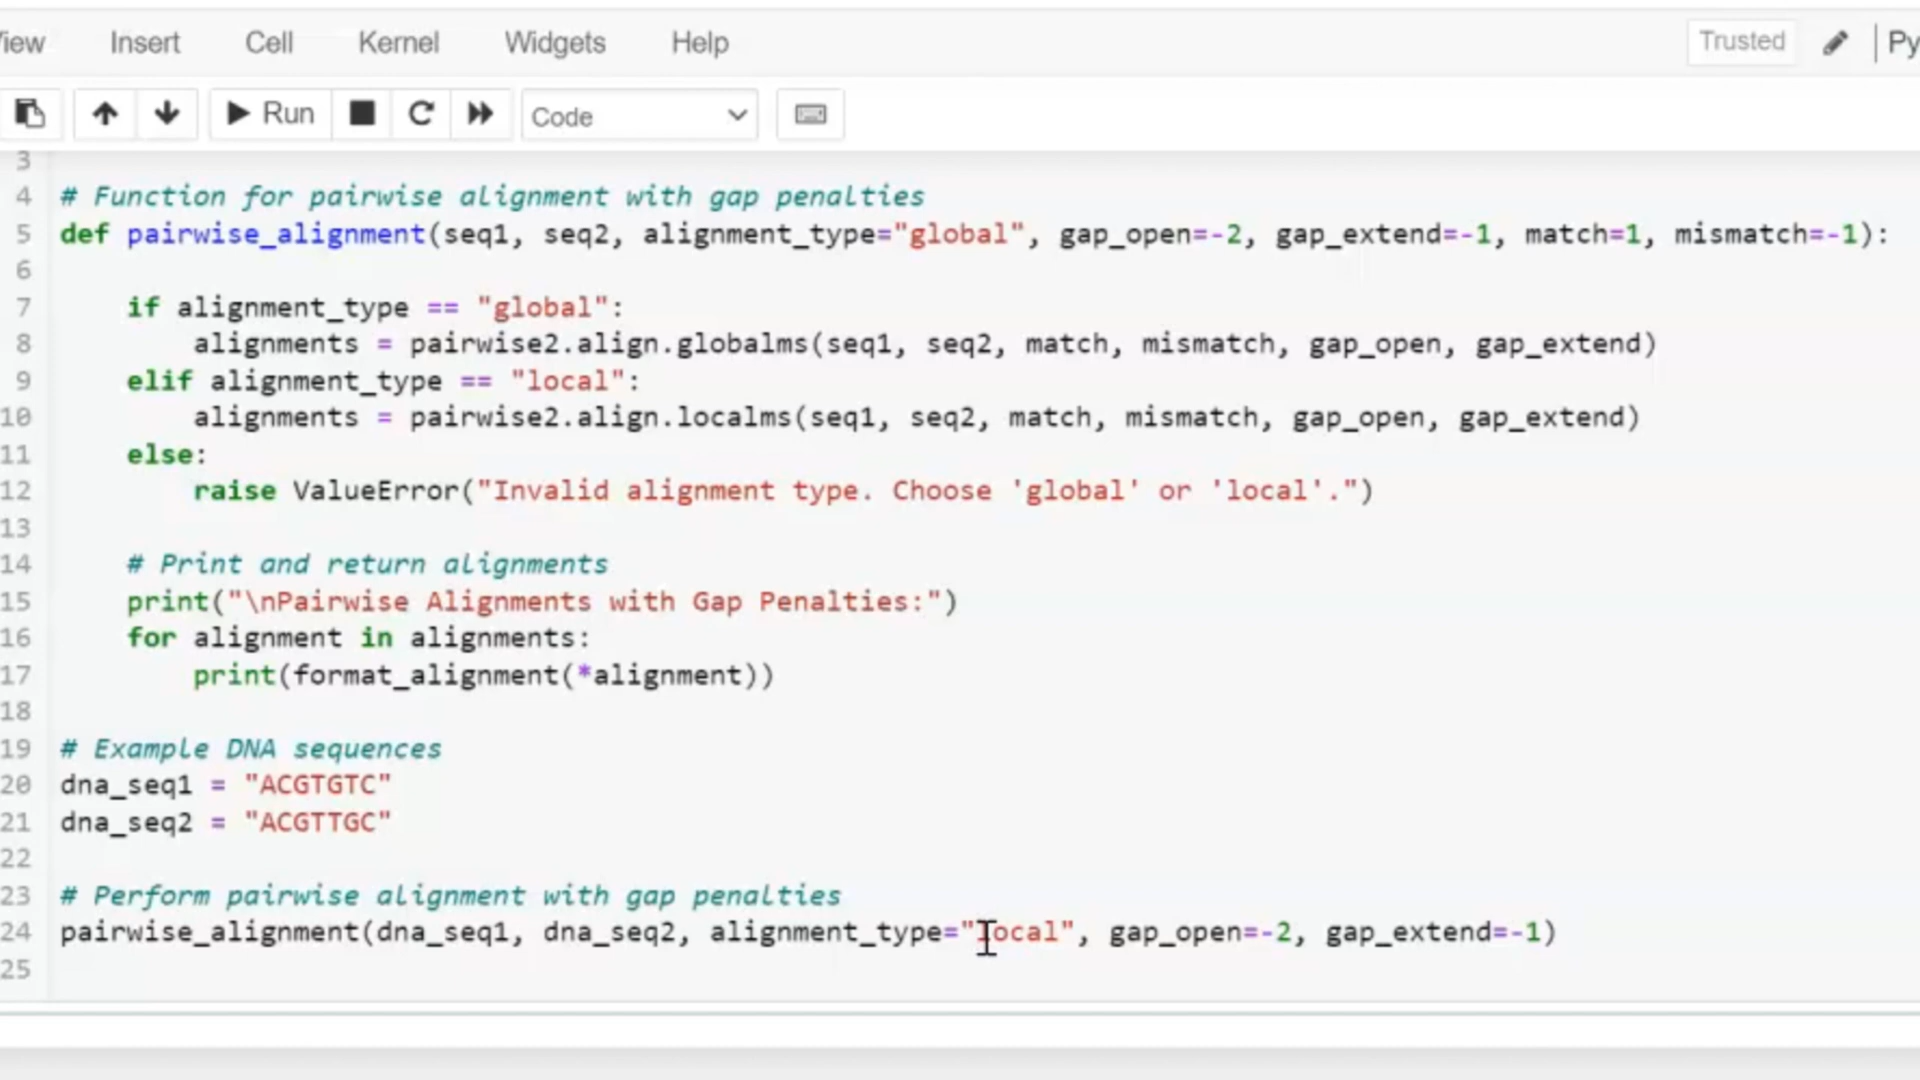 View Insert Cell Kernel Widgets Help Trusted Py
Run Code
3
4 # Function for pairwise alignment with gap penalties
5 def pairwise_alignment(seq1, seq2, alignment_type="global", gap_open=-2, gap_extend=-1, match=1, mismatch=-1):
6
7     if alignment_type == "global":
8         alignments = pairwise2.align.globalms(seq1, seq2, match, mismatch, gap_open, gap_extend)
9     elif alignment_type == "local":
10         alignments = pairwise2.align.localms(seq1, seq2, match, mismatch, gap_open, gap_extend)
11     else:
12         raise ValueError("Invalid alignment type. Choose 'global' or 'local'.")
13
14     # Print and return alignments
15     print("\nPairwise Alignments with Gap Penalties:")
16     for alignment in alignments:
17         print(format_alignment(*alignment))
18
19 # Example DNA sequences
20 dna_seq1 = "ACGTGTC"
21 dna_seq2 = "ACGTTGC"
22
23 # Perform pairwise alignment with gap penalties
24 pairwise_alignment(dna_seq1, dna_seq2, alignment_type="local", gap_open=-2, gap_extend=-1)
25